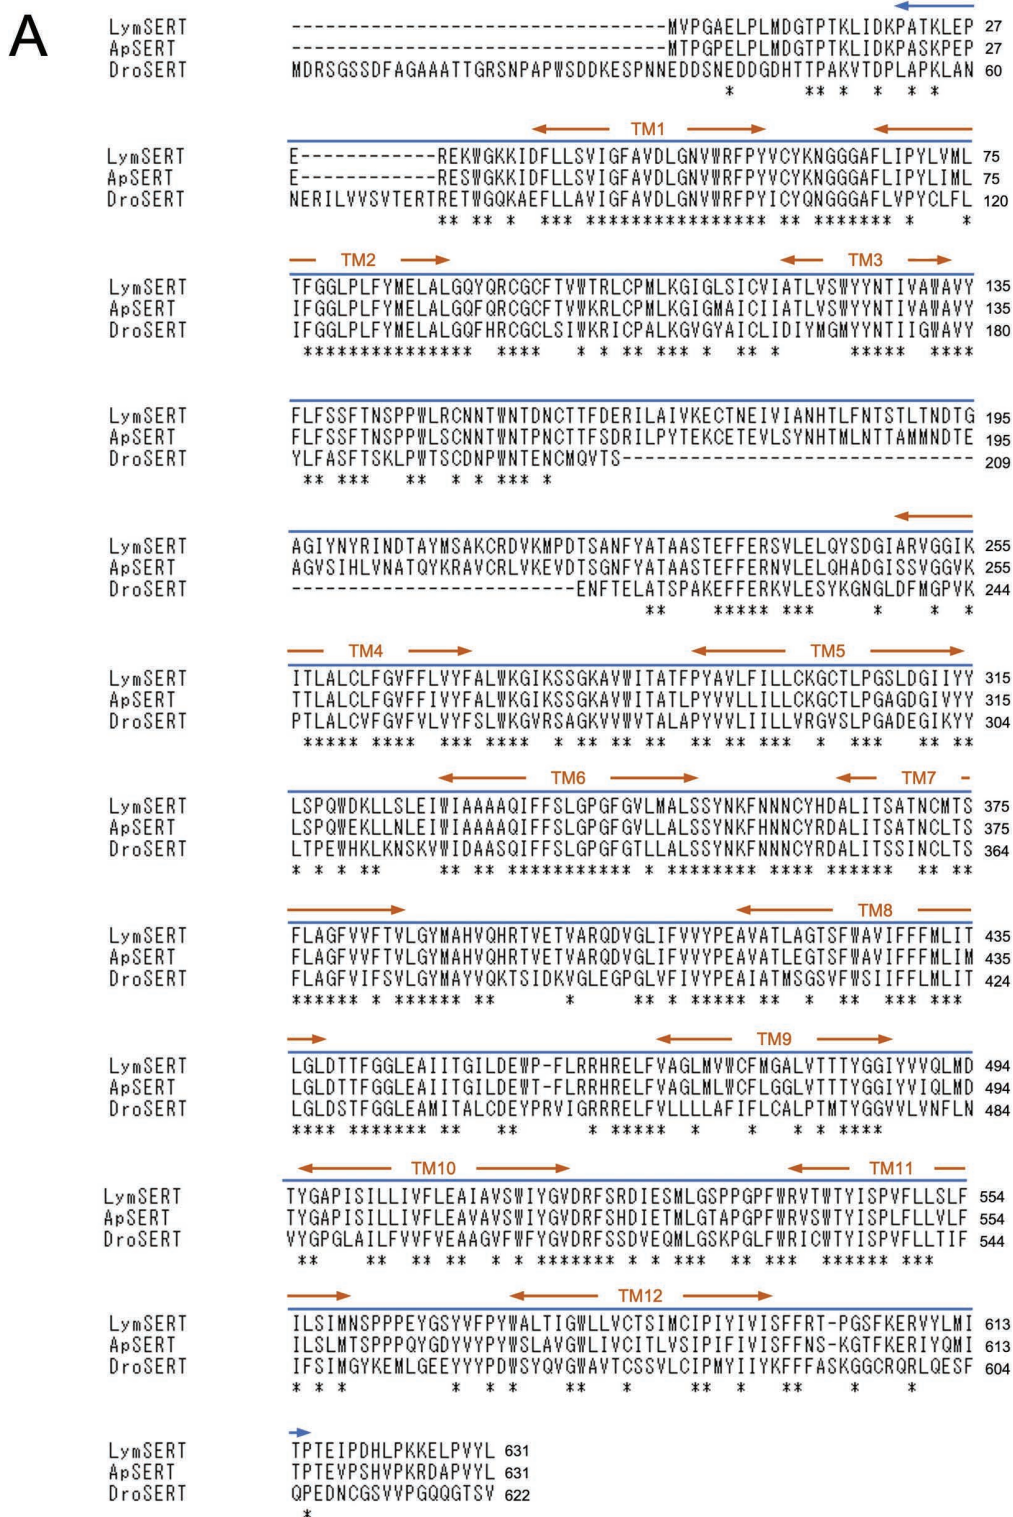 A
LymSERT --------------------------------MVPGAELPLMDGTPTKLIDKPATKLEP 27
ApSERT --------------------------------MTPGPELPLMDGTPTKLIDKPASKPEP 27
DroSERT MDRSGSSDFAGAAATTGRSNPAPWSDDKESPNNEDDSNEDDGDHTTPAKVTDPLAPKLAN 60
* ** * * * *
TM1
LymSERT E------------REKWGKKIDFLLSVIGFAVDLGNVWRFPYVCYKNGGGAFLIPYLVML 75
ApSERT E------------RESWGKKIDFLLSVIGFAVDLGNVWRFPYVCYKNGGGAFLIPYLIML 75
DroSERT NERILVVSVTERTRETWGQKAEFLLAVIGFAVDLGNVWRFPYICYQNGGGAFLVPYCLFL 120
** ** * *** *************** ** ******** * *
TM2 TM3
LymSERT TFGGLPLFYMELALGQYQRCGCFTVWTRLCPMLKGIGLSICVIATLVSWYYNTIVAWAVY 135
ApSERT IFGGLPLFYMELALGQFQRCGCFTVWKRICPMLKGIGMAICIIATLVSWYYNTIVAWAVY 135
DroSERT IFGGLPLFYMELALGQFHRCGCLSIWKRICPALKGVGYAICLIDIYMGMYYNTIIGWAVY 180
*************** **** * * ** *** * ** * ***** ****
LymSERT FLFSSFTNSPPWLRCNNTWNTDNCTTFDERILAIVKECTNEIVIANHTLFNTSTLTNDTG 195
ApSERT FLFSSFTNSPPWLSCNNTWNTPNCTTFSDRILPYTEKCETEVLSYNHTMLNTTAMMNDTE 195
DroSERT YLFASFTSKLPWTSCDNPWNTENCMQVTS------------------------------- 209
** *** ** * * *** *
LymSERT AGIYNYRINDTAYMSAKCRDVKMPDTSANFYATAASTEFFERSVLELQYSDGIARVGGIK 255
ApSERT AGVSIHLVNATQYKRAVCRLVKEVDTSGNFYATAASTEFFERNVLELQHADGISSVGGVK 255
DroSERT -------------------------ENFTELATSPAKEFFERKVLESYKGNGLDFMGPVK 244
** ***** *** * * *
TM4 TM5
LymSERT ITLALCLFGVFFLVYFALWKGIKSSGKAVWITATFPYAVLFILLCKGCTLPGSLDGIIYY 315
ApSERT TTLALCLFGVFFIVYFALWKGIKSSGKAVWITATLPYVVLLILLCKGCTLPGAGDGIVYY 315
DroSERT PTLALCVFGVFVLVYFSLWKGVRSAGKVVWVTALAPYVVLIILLVRGVSLPGADEGIKYY 304
***** **** *** **** * ** ** ** ** ** *** * *** ** **
TM6 TM7
LymSERT LSPQWDKLLSLEIWIAAAAQIFFSLGPGFGVLMALSSYNKFNNNCYHDALITSATNCMTS 375
ApSERT LSPQWEKLLNLEIWIAAAAQIFFSLGPGFGVLLALSSYNKFHNNCYRDALITSATNCLTS 375
DroSERT LTPEWHKLKNSKVWIDAASQIFFSLGPGFGTLLALSSYNKFNNNCYRDALITSSINCLTS 364
* * * ** ** ** *********** * ******** **** ****** ** **
TM8
LymSERT FLAGFVVFTVLGYMAHVQHRTVETVARQDVGLIFVVYPEAVATLAGTSFWAVIFFFMLIT 435
ApSERT FLAGFVVFTVLGYMAHVQHRTVETVARQDVGLIFVVYPEAVATLEGTSFWAVIFFFMLIM 435
DroSERT FLAGFVIFSVLGYMAYVQKTSIDKVGLEGPGLVFIVYPEAIATMSGSVFWSIIFFLMLIT 424
****** * ****** ** * ** * ***** ** * ** *** ***
TM9
LymSERT LGLDTTFGGLEAIITGILDEWP-FLRRHRELFVAGLMVWCFMGALVTTTYGGIYVVQLMD 494
ApSERT LGLDTTFGGLEAIITGILDEWT-FLRRHRELFVAGLMLWCFLGGLVTTTYGGIYVIQLMD 494
DroSERT LGLDSTFGGLEAMITALCDEYPRVIGRRRELFVLLLLAFIFLCALPTMTYGGVVLVNFLN 484
**** ******* ** ** * ***** * * * * ****
TM10 TM11
LymSERT TYGAPISILLIVFLEAIAVSWIYGVDRFSRDIESMLGSPPGPFWRVTWTYISPVFLLSLF 554
ApSERT TYGAPISILLIVFLEAVAVSWIYGVDRFSHDIETMLGTAPGPFWRVSWTYISPLFLLVLF 554
DroSERT VYGPGLAILFVVFVEAAGVFWFYGVDRFSSDVEQMLGSKPGLFWRICWTYISPVFLLTIF 544
** ** ** ** * * ******* * * *** ** *** ****** *** *
TM12
LymSERT ILSIMNSPPPEYGSYVFPYWALTIGWLLVCTSIMCIPIYIVISFFRT-PGSFKERVYLMI 613
ApSERT ILSLMTSPPPQYGDYVYPYWSLAVGWLIVCITLVSIPIFIVISFFNS-KGTFKERIYQMI 613
DroSERT IFSIMGYKEMLGEEYYYPDWSYQVGWAVTCSSVLCIPMYIIYKFFFASKGGCRQRLQESF 604
* * * * * * ** * ** * ** * *
LymSERT TPTEIPDHLPKKELPVYL 631
ApSERT TPTEVPSHVPKRDAPVYL 631
DroSERT QPEDNCGSVVPGQQGTSV 622
*